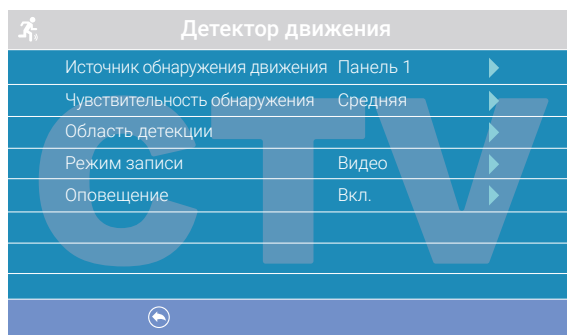 Детектор движения
Источник обнаружения движения Панель 1
Чувствительность обнаружения Средняя
Область детекции
Режим записи Видео
Оповещение Вкл.
CTV